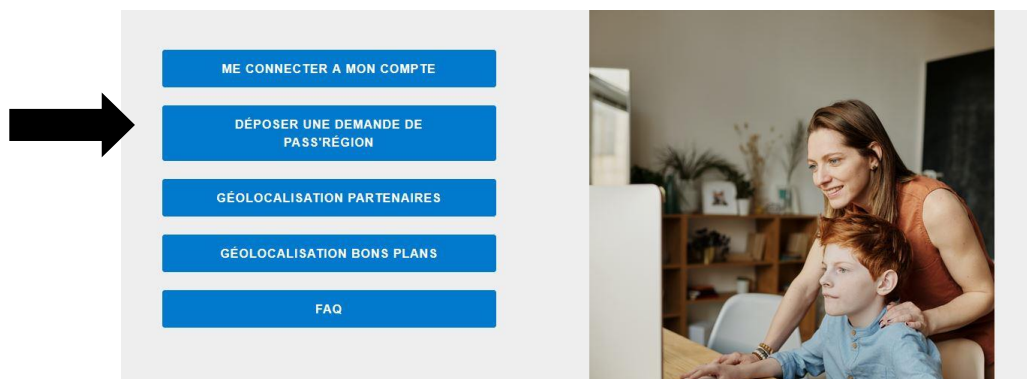 ME CONNECTER A MON COMPTE
DÉPOSER UNE DEMANDE DE
PASS'RÉGION
GÉOLOCALISATION PARTENAIRES
GÉOLOCALISATION BONS PLANS
FAQ